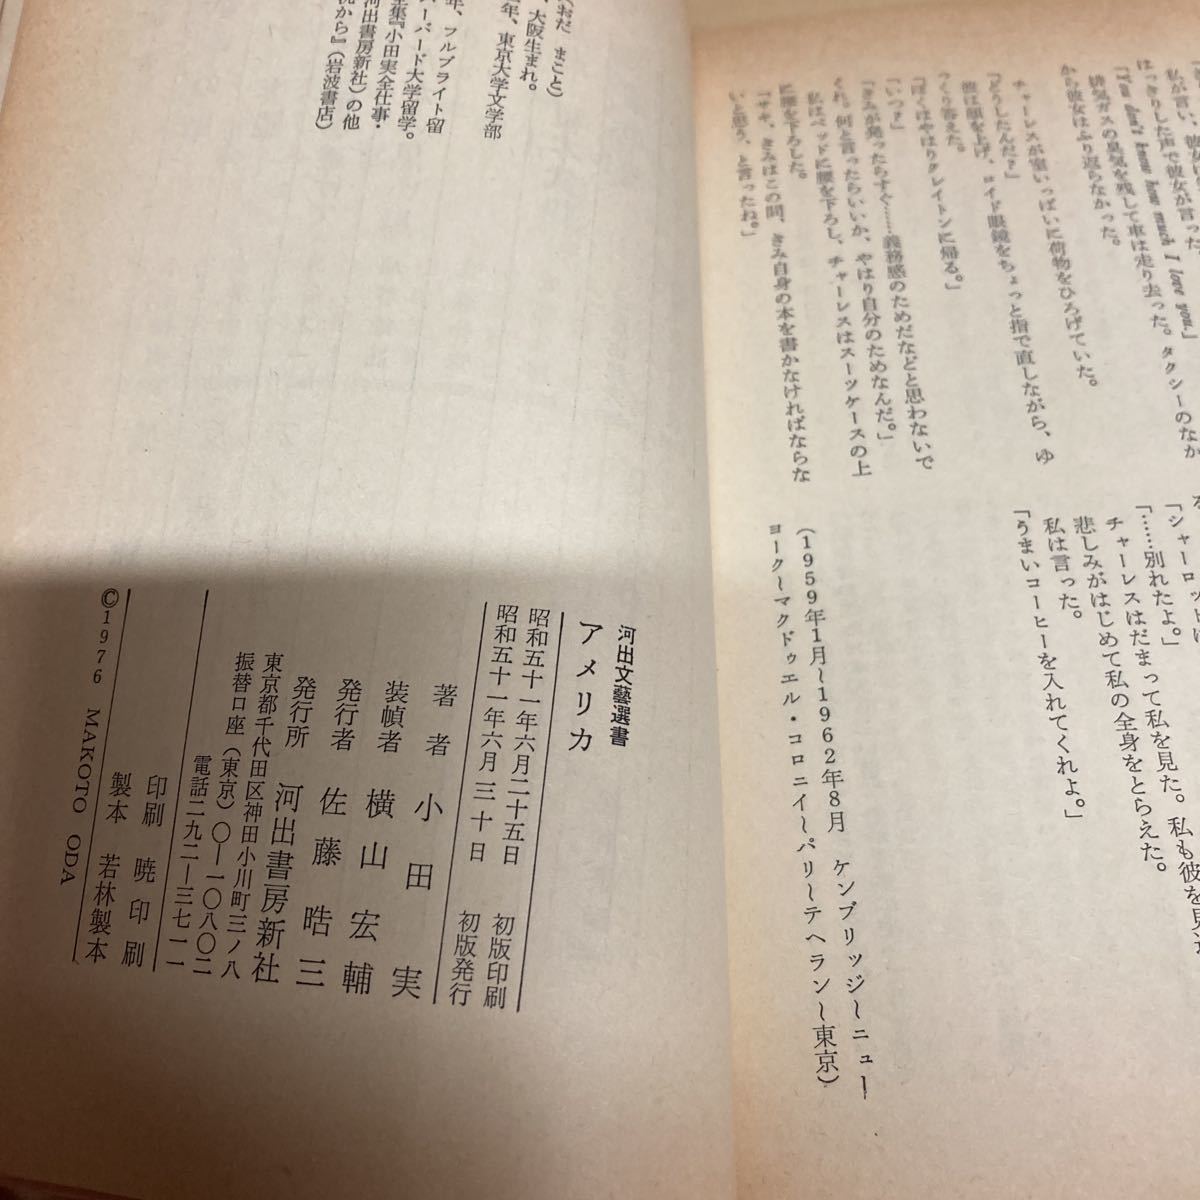 私が言い、彼女は
はっきりした声で彼女が言った。
"You don't know how much I love you."
排気ガスの臭気を残して車は走り去った。タクシーのなか
から彼女はふり返らなかった。
チャーレスが室いっぱいに荷物をひろげていた。
「どうしたんだ?」
彼は顔を上げ、ロイド眼鏡をちょっと指で直しながら、ゆ
っくり答えた。
「ぼくはやはりクレイトンに帰る。」
「いつ?」
「きみが発ったらすぐ……義務感のためだなどと思わないで
くれ。何と言ったらいいか、やはり自分のためなんだ。」
私はベッドに腰を下ろし、チャーレスはスーツケースの上
に腰を下ろした。
「サキ、きみはこの間、きみ自身の本を書かなければならな
いと思う、と言ったね。」
「シャーロットは
「……別れたよ。」
チャーレスはだまって私を見た。私も彼を見
悲しみがはじめて私の全身をとらえた。
私は言った。
「うまいコーヒーを入れてくれよ。」
(1959年1月〜1962年8月 ケンブリッジ〜ニュー
ヨーク〜マクドゥエル・コロニイ〜パリ〜テヘラン〜東京)
(おだ まこと)
、大阪生まれ。
年、東京大学文学部
年、フルブライト留
ーバード大学留学。
全集『小田実全仕事・
河出書房新社)の他
から』(岩波書店)
河出文藝選書
アメリカ
昭和五十一年六月二十五日 初版印刷
昭和五十一年六月三十日 初版発行
著者 小田実
装幀者 横山宏輔
発行者 佐藤晧三
発行所 河出書房新社
東京都千代田区神田小川町三ノ八
振替口座(東京)〇―一〇八〇二
電話二九二―三七一一
印刷 暁印刷
製本 若林製本
©1976 MAKOTO ODA